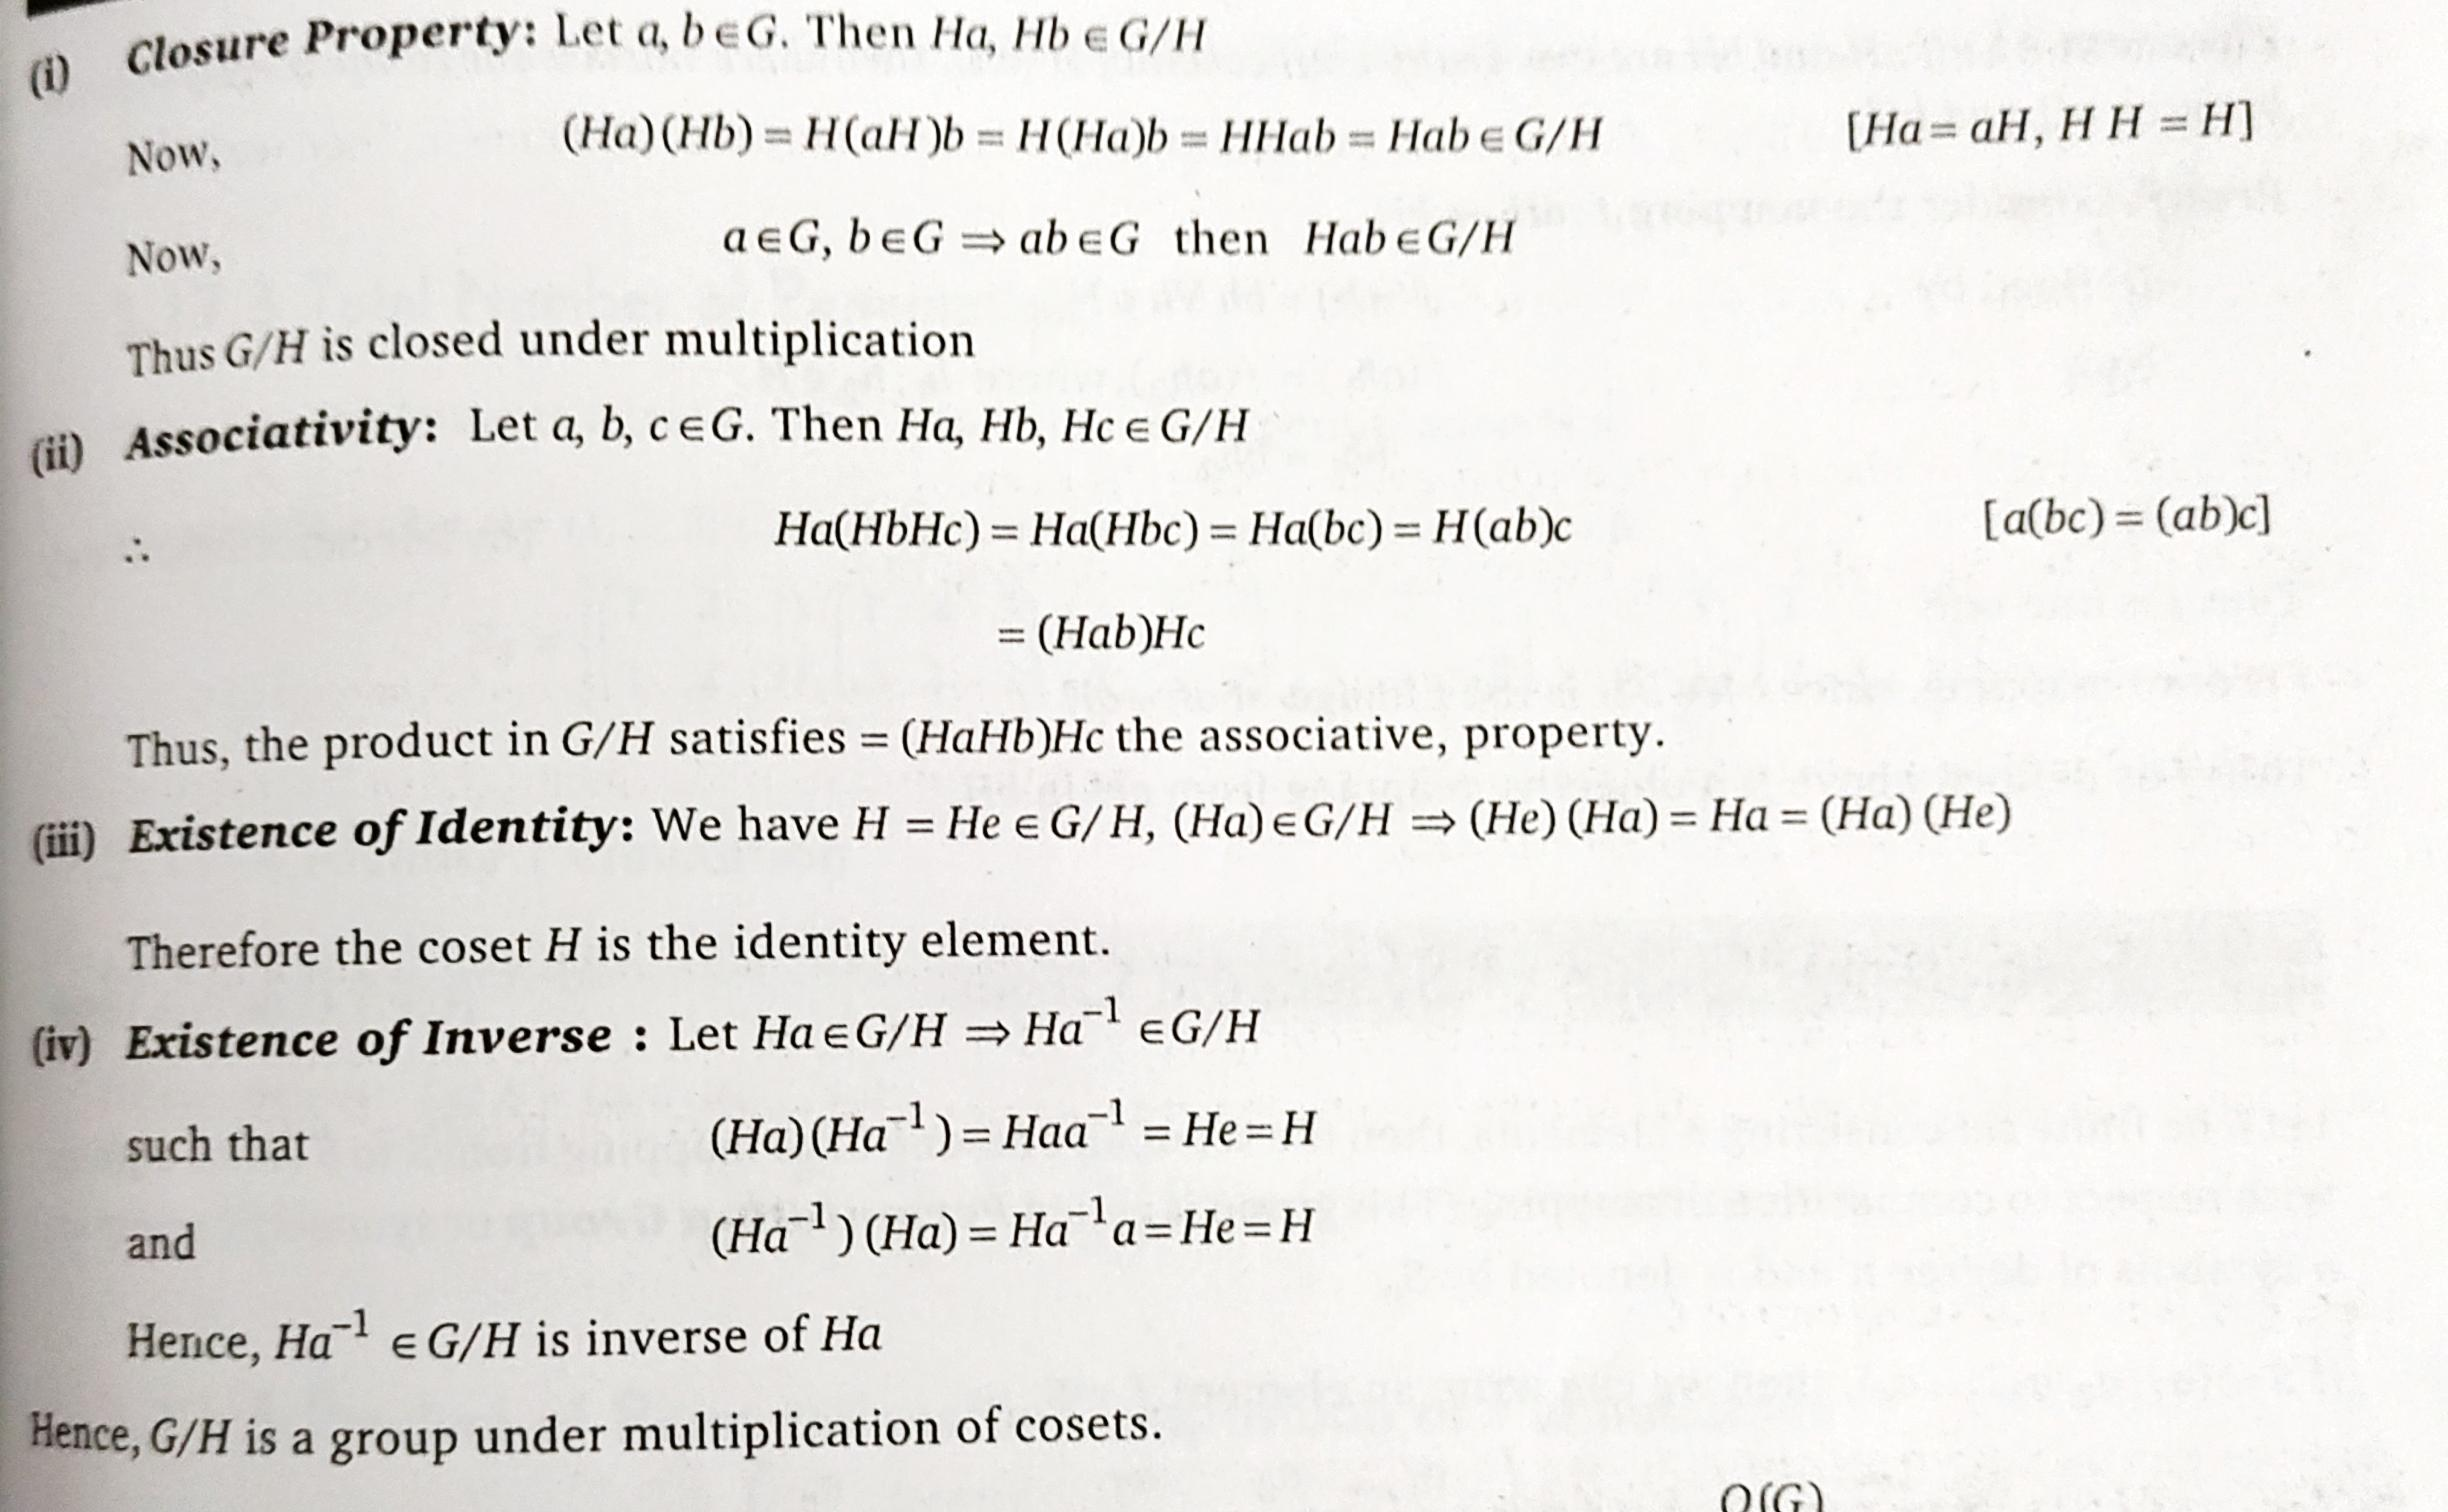 (i) Closure Property: Let a, b ∈ G. Then Ha, Hb ∈ G/H
Now, (Ha)(Hb) = H(aH)b = H(Ha)b = HHab = Hab ∈ G/H [Ha = aH, H H = H]
Now, a ∈ G, b ∈ G ⇒ ab ∈ G then Hab ∈ G/H
Thus G/H is closed under multiplication
(ii) Associativity: Let a, b, c ∈ G. Then Ha, Hb, Hc ∈ G/H
∴ Ha(HbHc) = Ha(Hbc) = Ha(bc) = H(ab)c [a(bc) = (ab)c]
= (Hab)Hc
Thus, the product in G/H satisfies = (HaHb)Hc the associative, property.
(iii) Existence of Identity: We have H = He ∈ G/H, (Ha) ∈ G/H ⇒ (He) (Ha) = Ha = (Ha) (He)
Therefore the coset H is the identity element.
(iv) Existence of Inverse : Let Ha ∈ G/H ⇒ Ha⁻¹ ∈ G/H
such that (Ha)(Ha⁻¹) = Haa⁻¹ = He = H
and (Ha⁻¹) (Ha) = Ha⁻¹a = He = H
Hence, Ha⁻¹ ∈ G/H is inverse of Ha
Hence, G/H is a group under multiplication of cosets.
O(G)